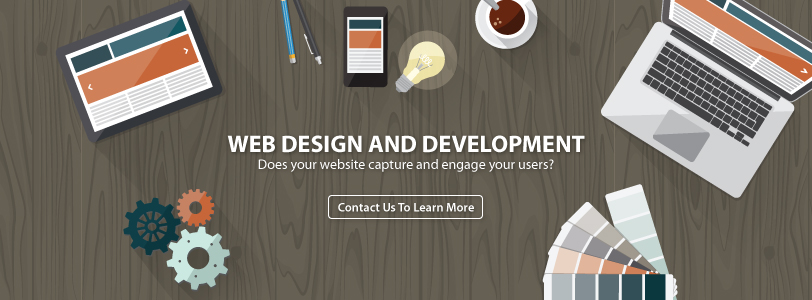 WEB DESIGN AND DEVELOPMENT
Does your website capture and engage your users?
Contact Us To Learn More